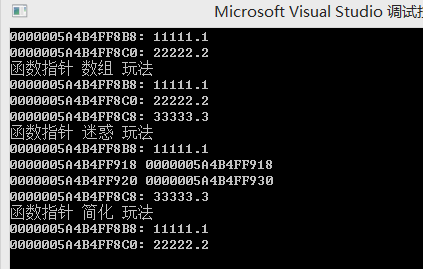 Microsoft Visual Studio 调试
0000005A4B4FF8B8: 11111.1
0000005A4B4FF8C0: 22222.2
函数指针 数组 玩法
0000005A4B4FF8B8: 11111.1
0000005A4B4FF8C0: 22222.2
0000005A4B4FF8C8: 33333.3
函数指针 迷惑 玩法
0000005A4B4FF8B8: 11111.1
0000005A4B4FF918 0000005A4B4FF918
0000005A4B4FF920 0000005A4B4FF930
0000005A4B4FF8C8: 33333.3
函数指针 简化 玩法
0000005A4B4FF8B8: 11111.1
0000005A4B4FF8C0: 22222.2